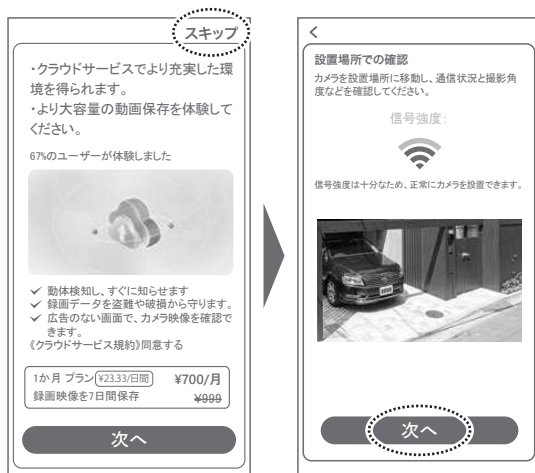 スキップ
・クラウドサービスでより充実した環
境を得られます。
・より大容量の動画保存を体験して
ください。
67%のユーザーが体験しました
✓ 動体検知し、すぐに知らせます
✓ 録画データを盗難や破損から守ります。
✓ 広告のない画面で、カメラ映像を確認で
きます。
《クラウドサービス規約》同意する
1か月 プラン ¥23.33/日間 ¥700/月
録画映像を7日間保存 ¥999
次へ
<
設置場所での確認
カメラを設置場所に移動し、通信状況と撮影角
度などを確認してください。
信号強度：
信号強度は十分なため、正常にカメラを設置できます。
次へ